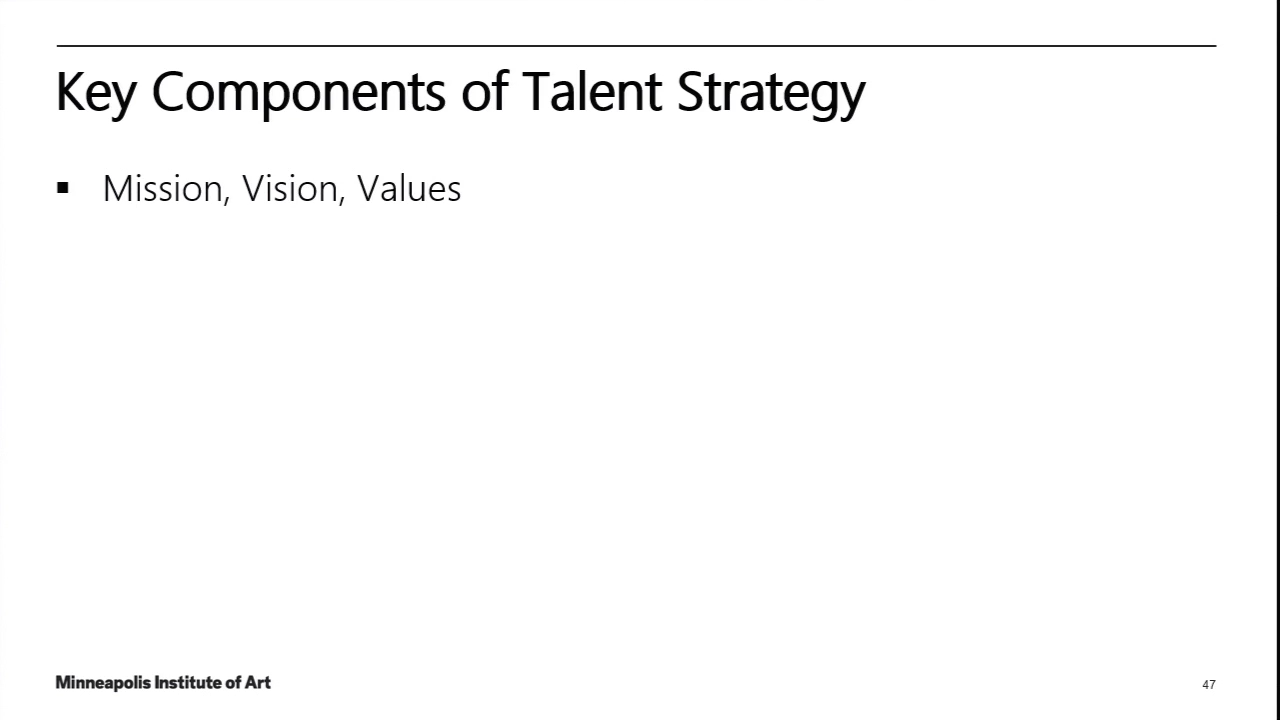 Key Components of Talent Strategy
▪ Mission, Vision, Values
Minneapolis Institute of Art
47